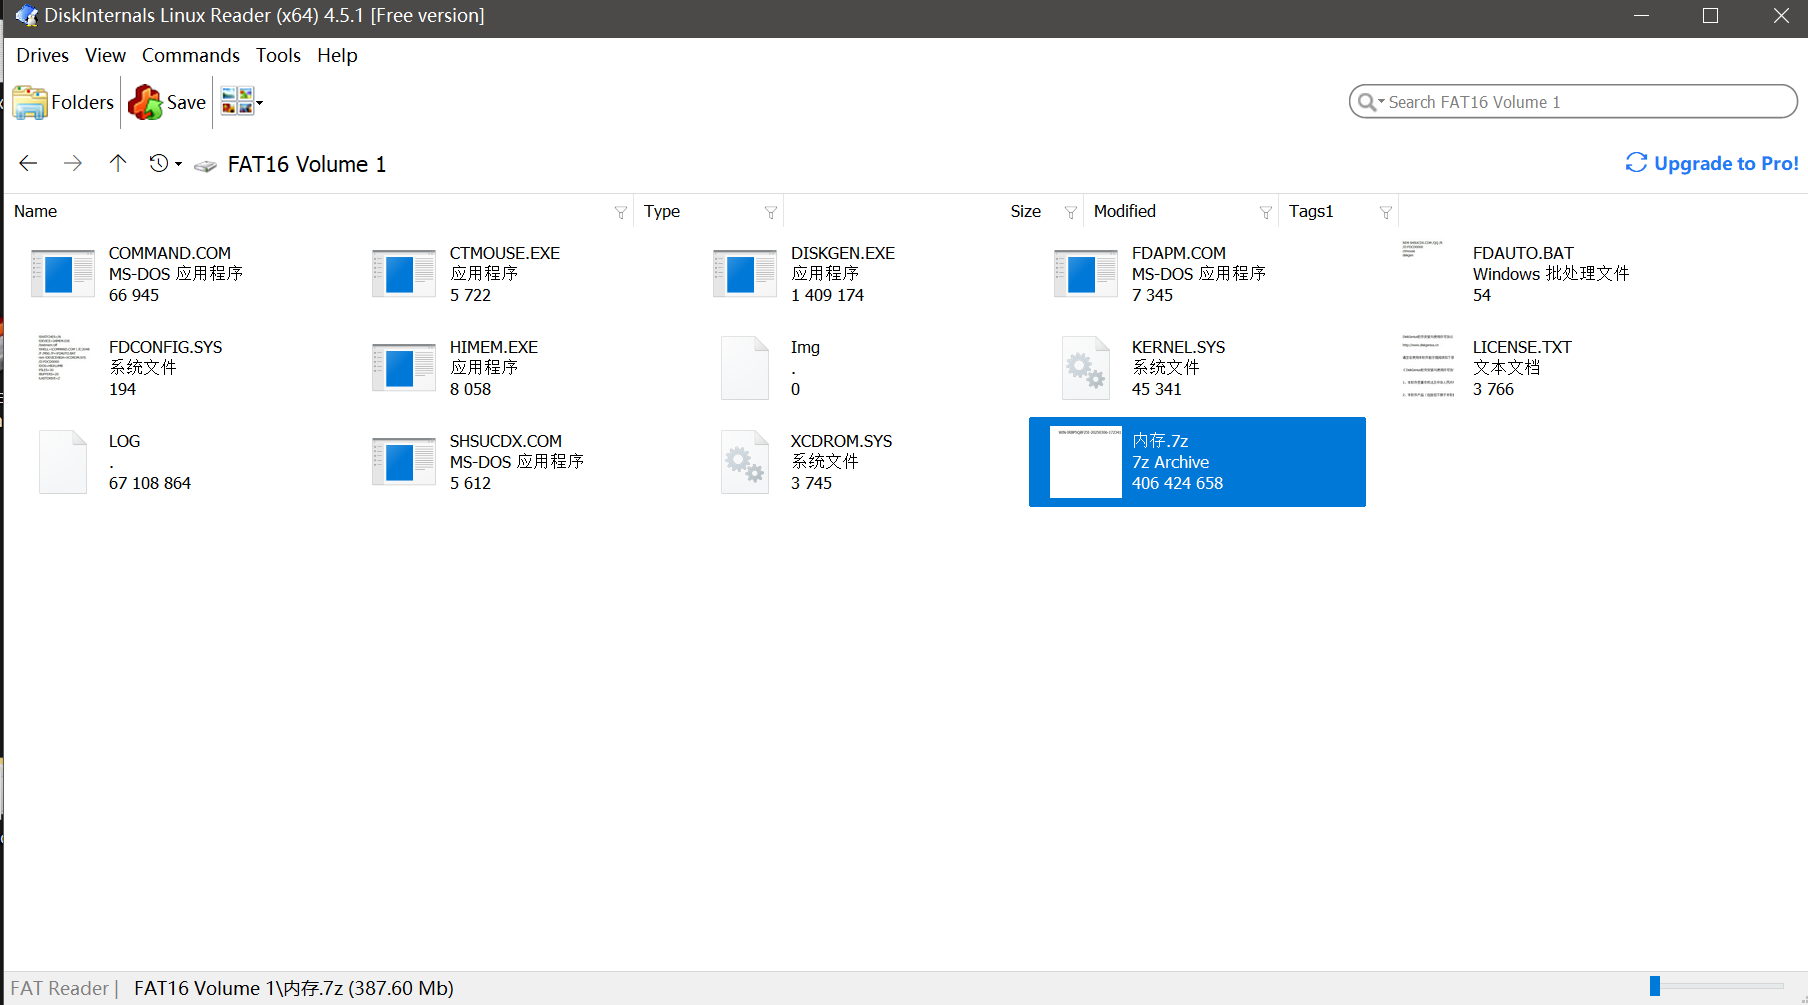 DiskInternals Linux Reader (x64) 4.5.1 [Free version]
Drives View Commands Tools Help
Folders Save Search FAT16 Volume 1
FAT16 Volume 1 Upgrade to Pro!
Name Type Size Modified Tags1
COMMAND.COM
MS-DOS 应用程序
66 945
CTMOUSE.EXE
应用程序
5 722
DISKGEN.EXE
应用程序
1 409 174
FDAPM.COM
MS-DOS 应用程序
7 345
FDAUTO.BAT
Windows 批处理文件
54
FDCONFIG.SYS
系统文件
194
HIMEM.EXE
应用程序
8 058
Img
.
0
KERNEL.SYS
系统文件
45 341
LICENSE.TXT
文本文档
3 766
LOG
.
67 108 864
SHSUCDX.COM
MS-DOS 应用程序
5 612
XCDROM.SYS
系统文件
3 745
内存.7z
7z Archive
406 424 658
FAT Reader | FAT16 Volume 1\内存.7z (387.60 Mb)